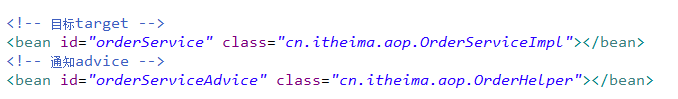 <!-- 目标target -->
<bean id="orderService" class="cn.itheima.aop.OrderServiceImpl"></bean>
<!-- 通知advice -->
<bean id="orderServiceAdvice" class="cn.itheima.aop.OrderHelper"></bean>